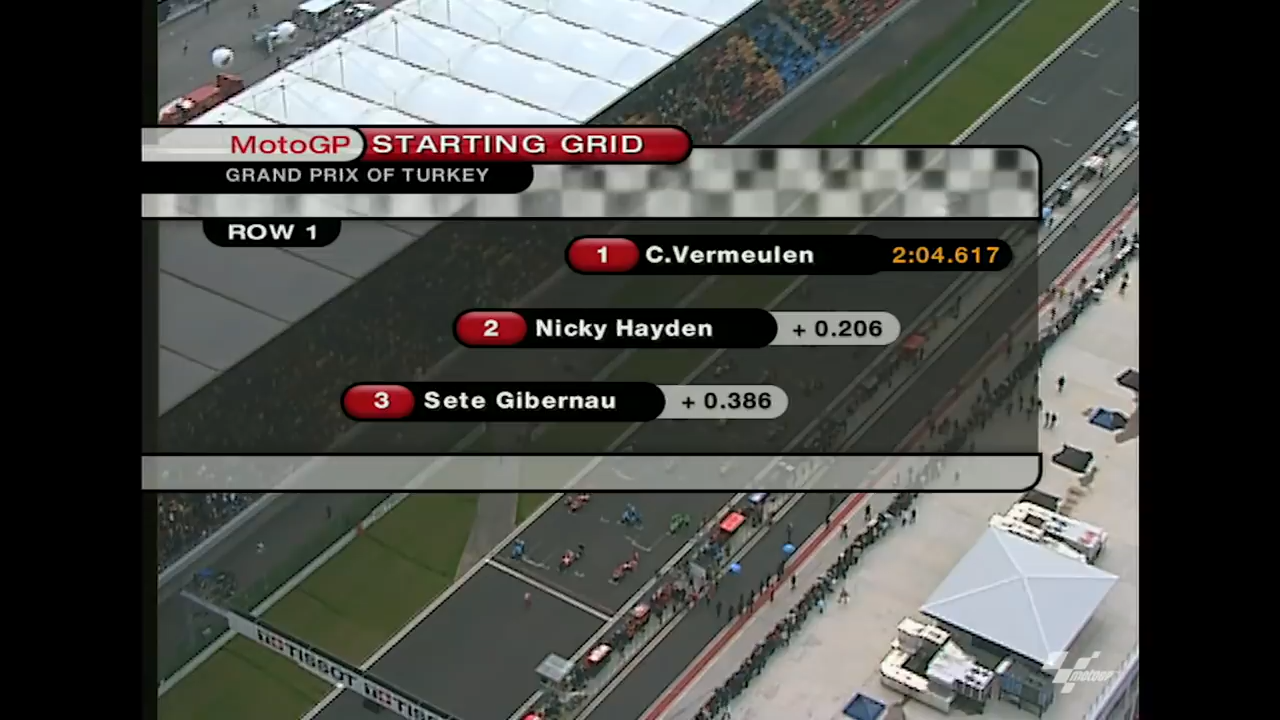 MotoGP STARTING GRID
GRAND PRIX OF TURKEY
ROW 1
1 C.Vermeulen 2:04.617
2 Nicky Hayden + 0.206
3 Sete Gibernau + 0.386
TISSOT TISSOT
motoGP